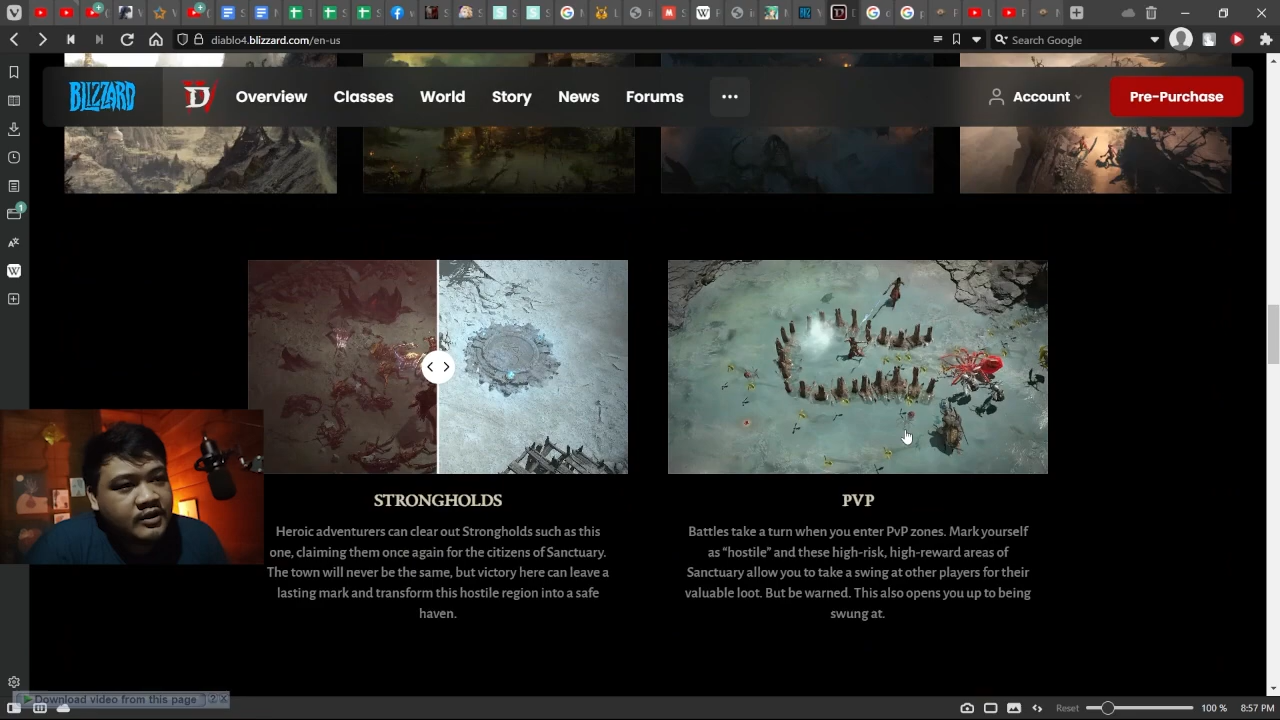 diablo4.blizzard.com/en-us
Search Google
BLIZZARD
D
Overview
Classes
World
Story
News
Forums
...
Account
Pre-Purchase
STRONGHOLDS
Heroic adventurers can clear out Strongholds such as this
one, claiming them once again for the citizens of Sanctuary.
The town will never be the same, but victory here can leave a
lasting mark and transform this hostile region into a safe
haven.
PVP
Battles take a turn when you enter PvP zones. Mark yourself
as “hostile” and these high-risk, high-reward areas of
Sanctuary allow you to take a swing at other players for their
valuable loot. But be warned. This also opens you up to being
swung at.
Download video from this page
Reset
100 %
8:57 PM